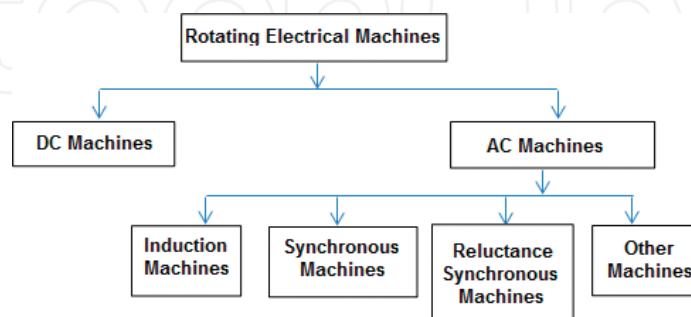 Rotating Electrical Machines
DC Machines
AC Machines
Induction
Machines
Synchronous
Machines
Reluctance
Synchronous
Machines
Other
Machines